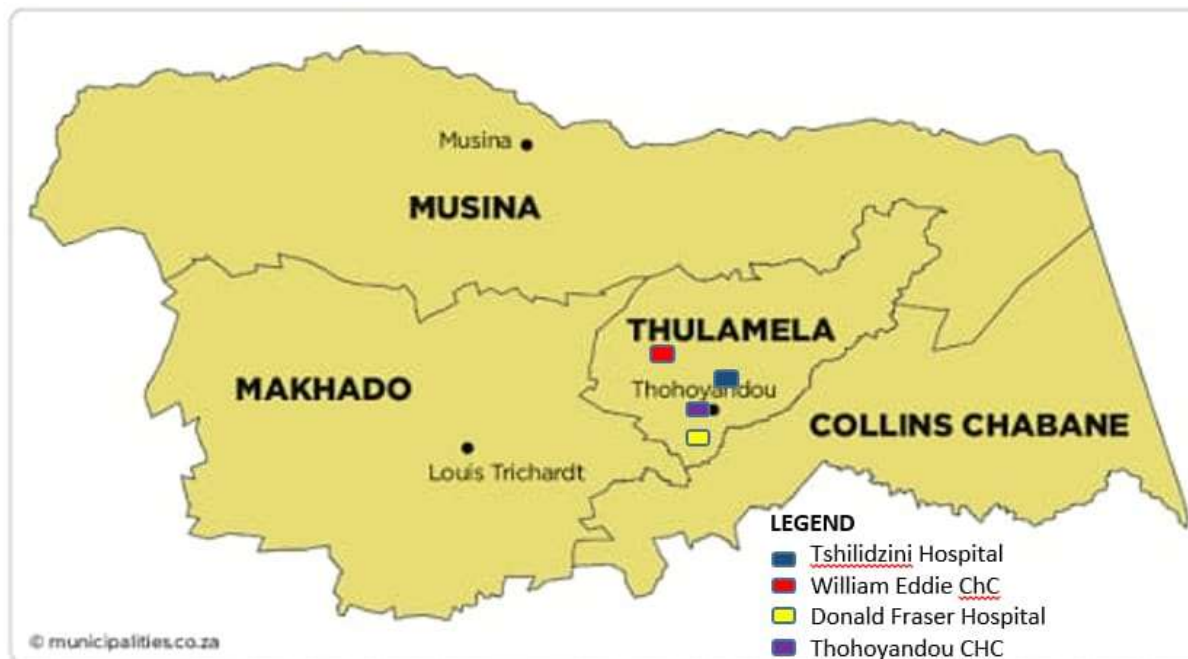 Musina
MUSINA
THULAMELA
MAKHADO
Thohoyandou
COLLINS CHABANE
Louis Trichardt
LEGEND
Tshilidzini Hospital
William Eddie ChC
Donald Fraser Hospital
Thohoyandou CHC
© municipalities.co.za